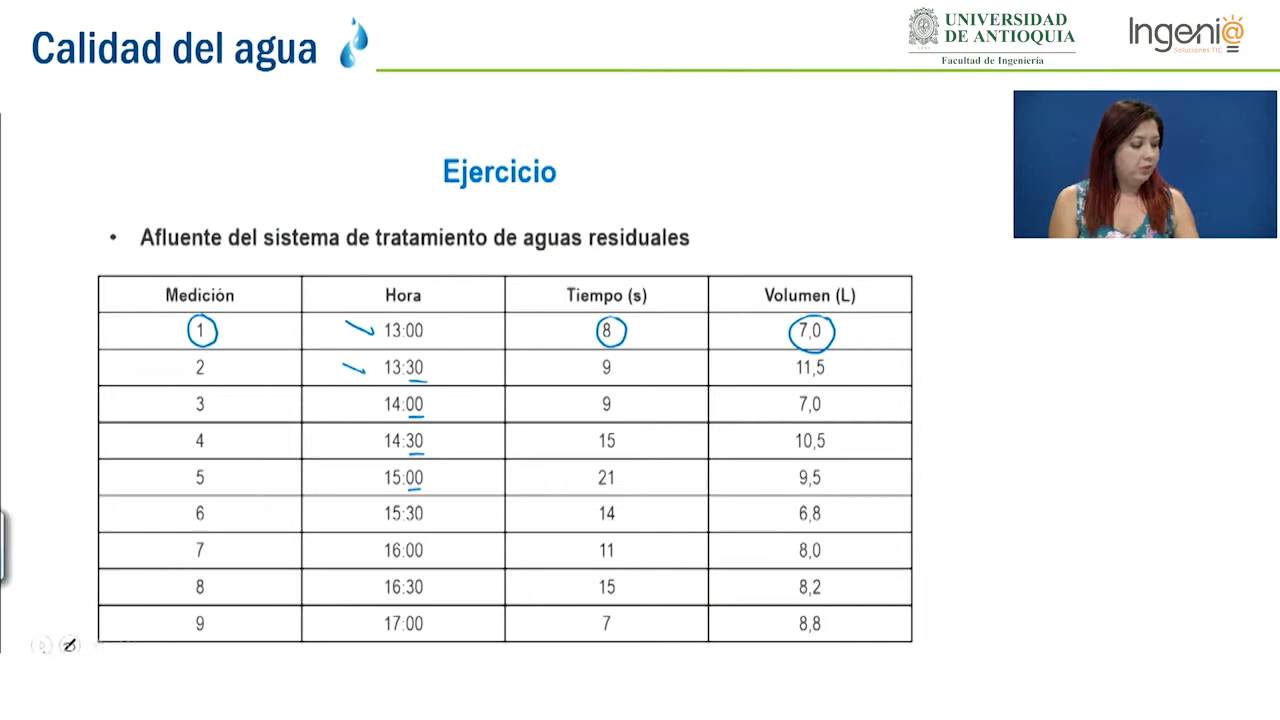 Calidad del agua
UNIVERSIDAD
DE ANTIOQUIA
Facultad de Ingeniería
Ingeni@
Soluciones TIC
Ejercicio
• Afluente del sistema de tratamiento de aguas residuales
Medición Hora Tiempo (s) Volumen (L)
1 13:00 8 7,0
2 13:30 9 11,5
3 14:00 9 7,0
4 14:30 15 10,5
5 15:00 21 9,5
6 15:30 14 6,8
7 16:00 11 8,0
8 16:30 15 8,2
9 17:00 7 8,8